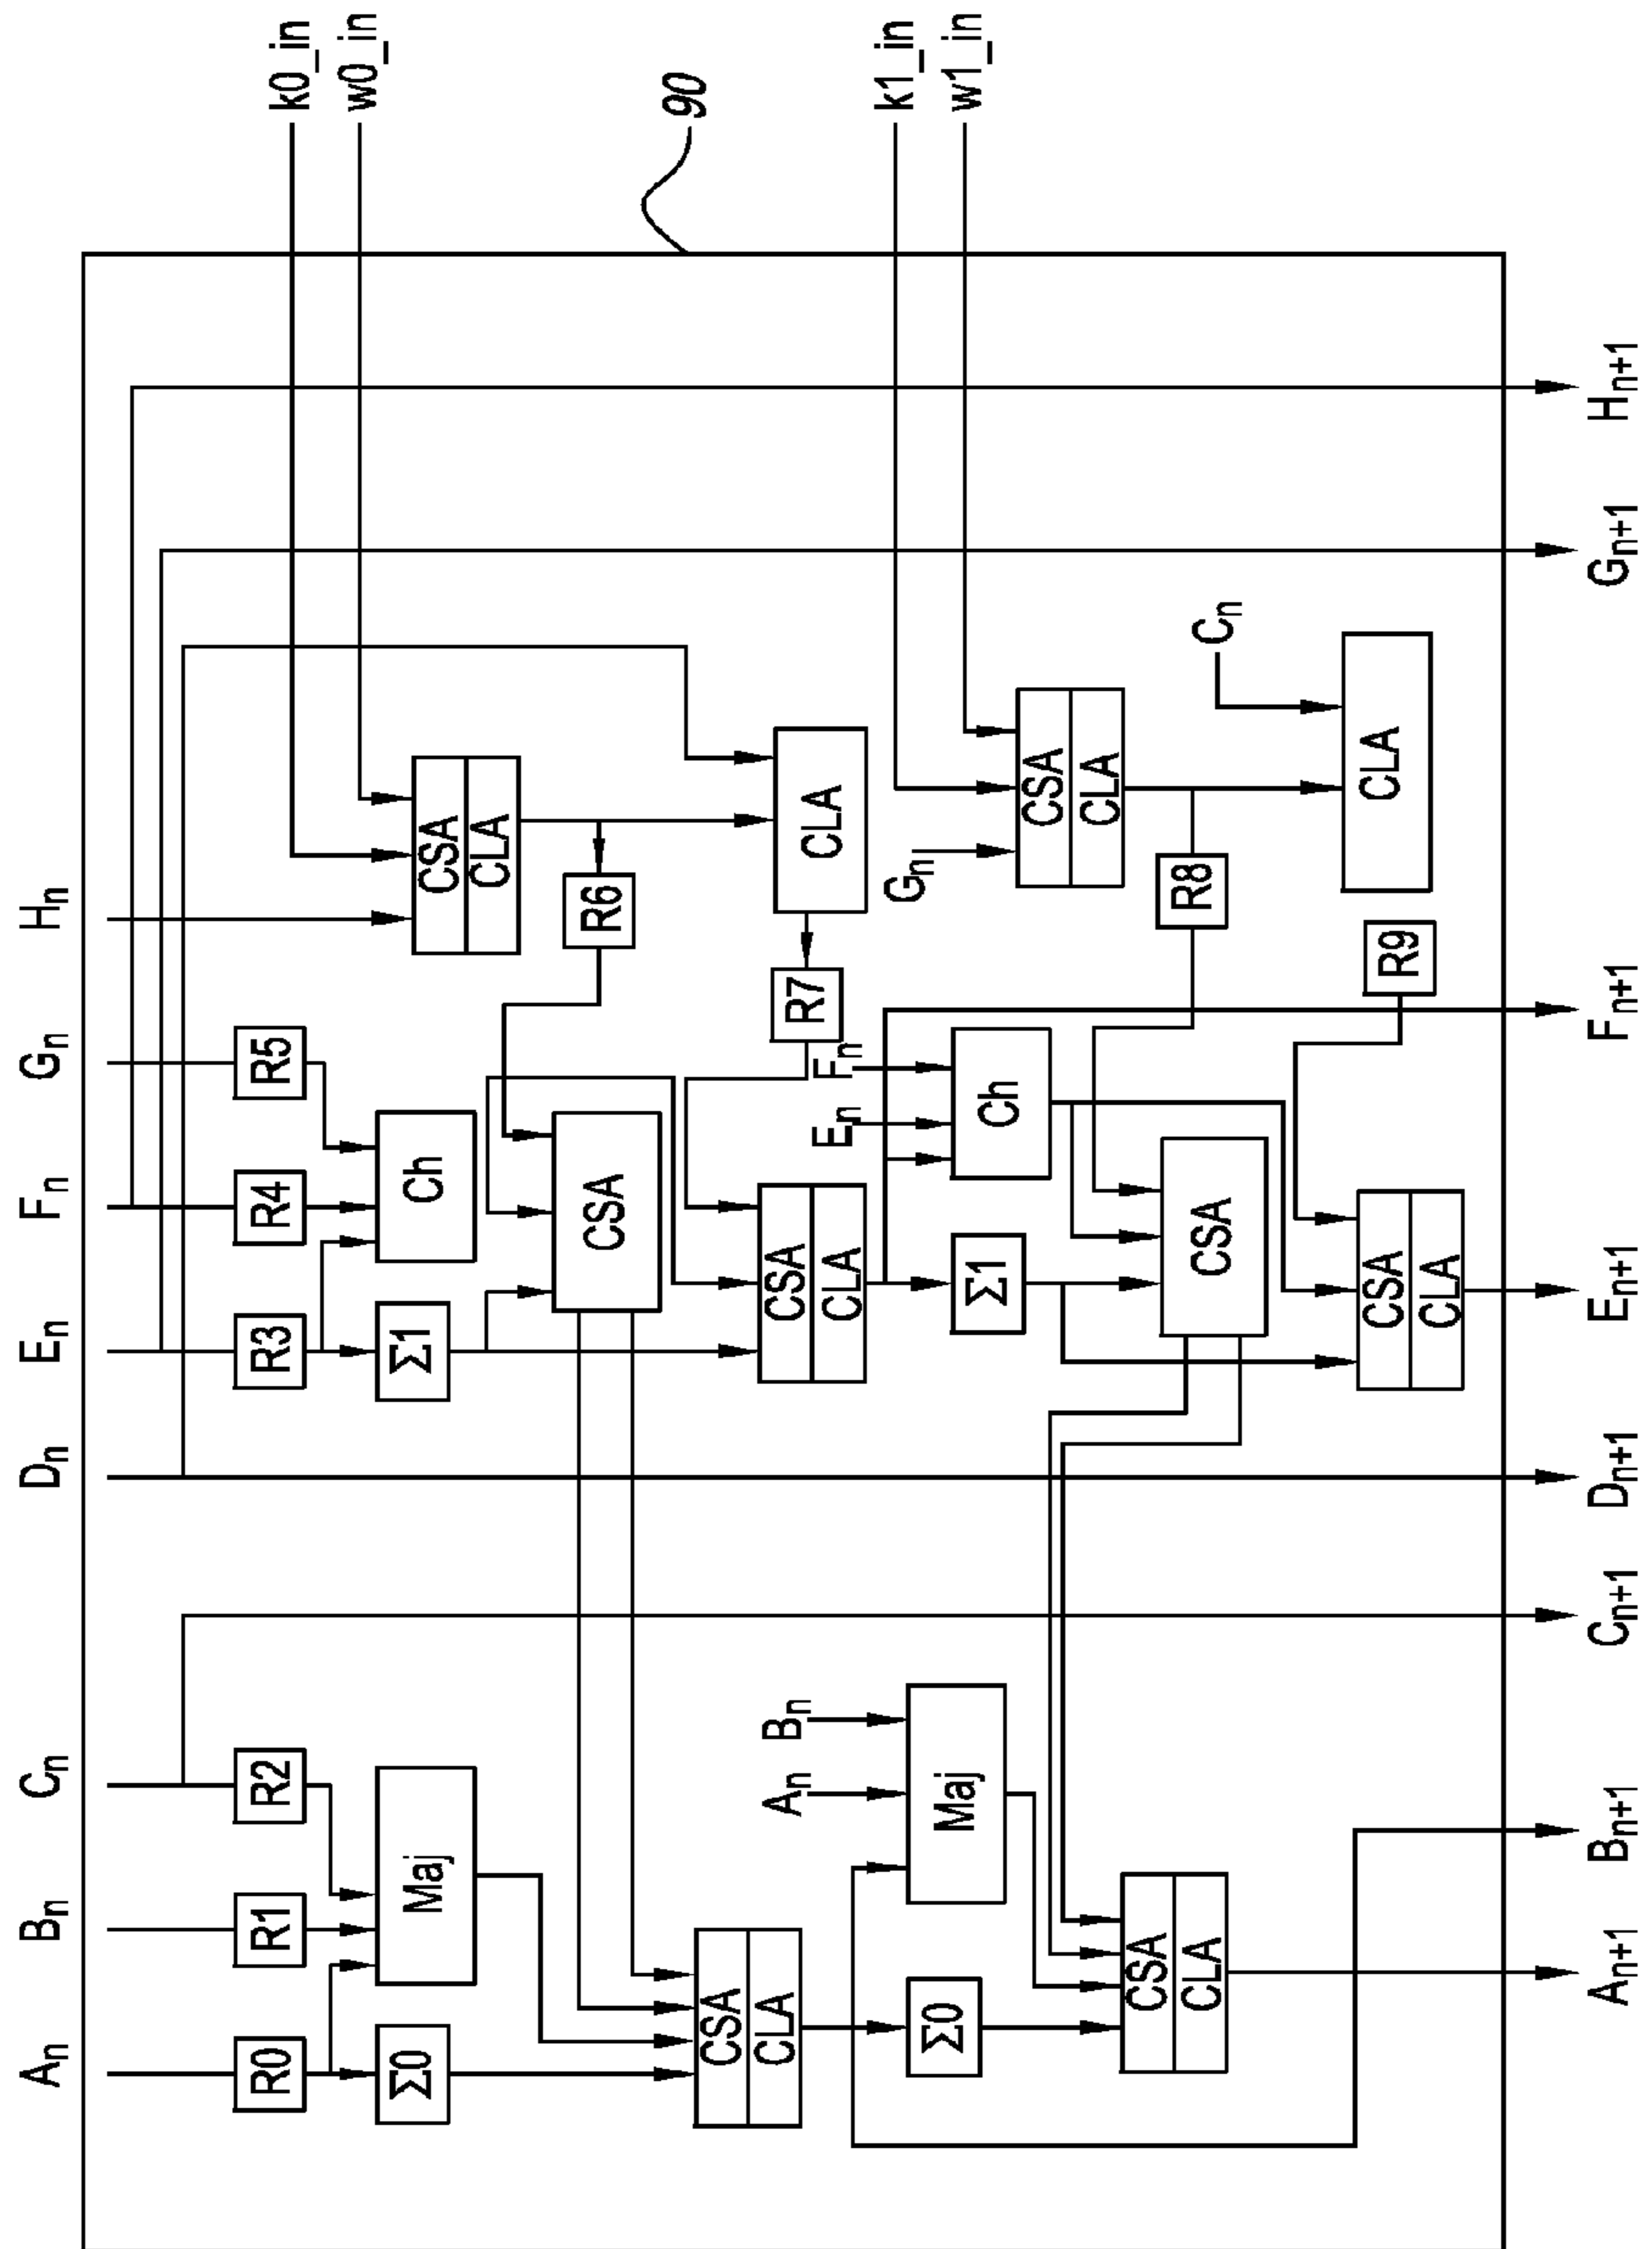 k0_in
w0_in
90
k1_in
w1_in
An
Bn
Cn
Dn
En
Fn
Gn
Hn
R0
R1
R2
R3
R4
R5
Σ0
Maj
Σ1
Ch
CSA
CLA
R6
CSA
CSA
CLA
CSA
CLA
CLA
R7
An
Bn
En
Fn
Gn
Σ0
Maj
Σ1
Ch
CSA
CLA
R8
Cn
CSA
CLA
CSA
CSA
CLA
R9
CLA
An+1
Bn+1
Cn+1
Dn+1
En+1
Fn+1
Gn+1
Hn+1